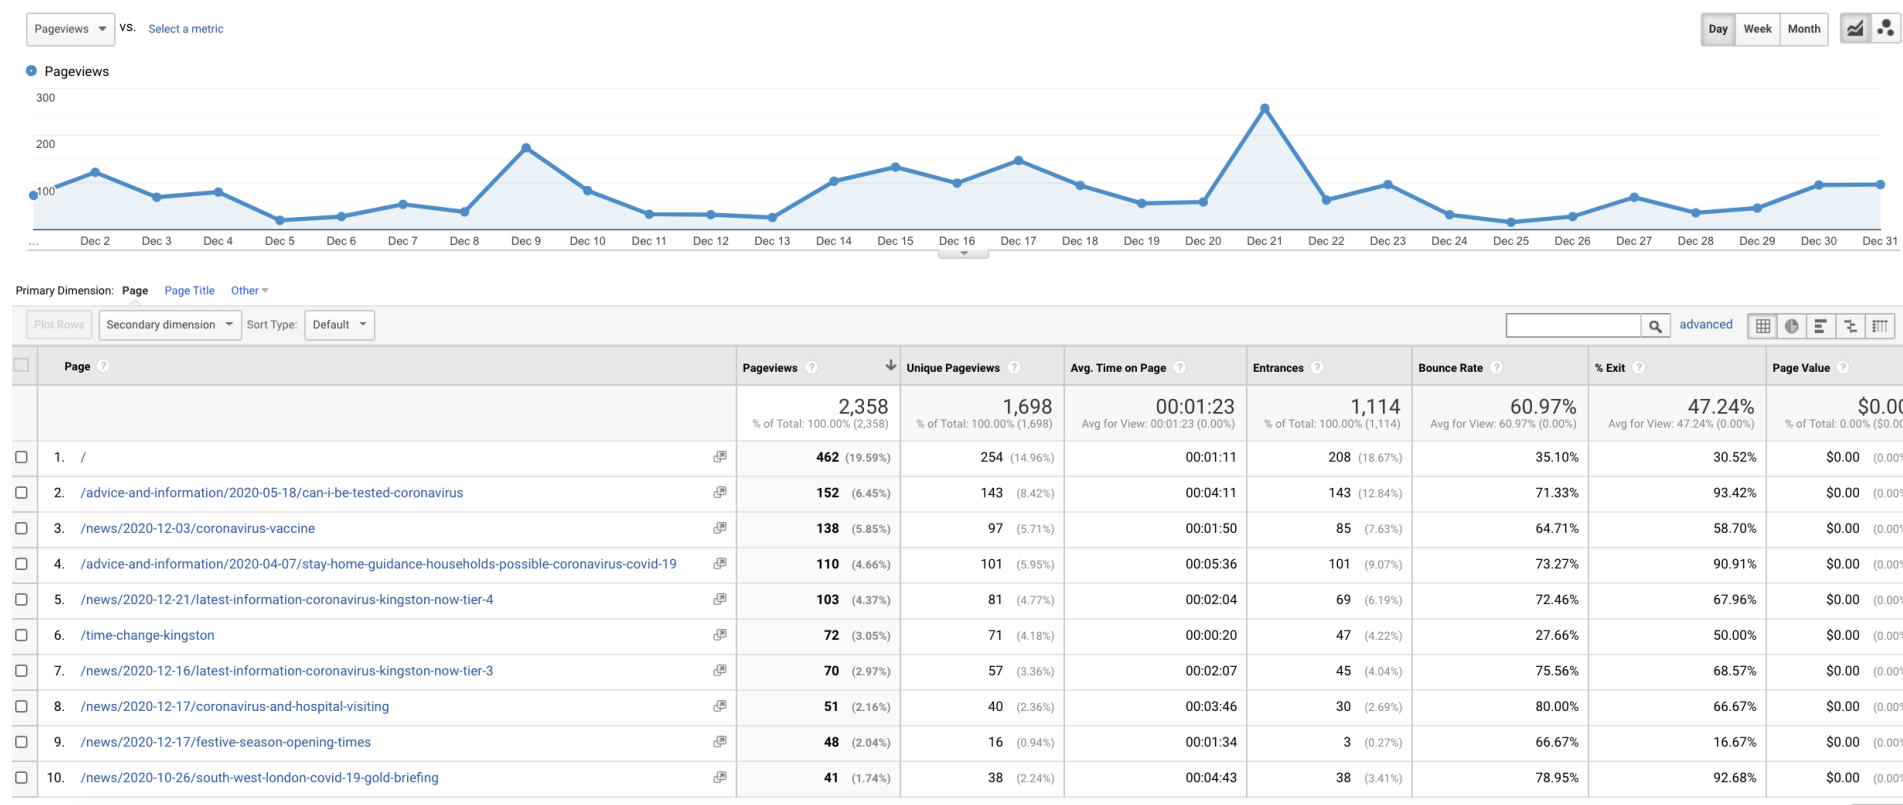 Pageviews vs. Select a metric Day Week Month
Pageviews
300
200
100
... Dec 2 Dec 3 Dec 4 Dec 5 Dec 6 Dec 7 Dec 8 Dec 9 Dec 10 Dec 11 Dec 12 Dec 13 Dec 14 Dec 15 Dec 16 Dec 17 Dec 18 Dec 19 Dec 20 Dec 21 Dec 22 Dec 23 Dec 24 Dec 25 Dec 26 Dec 27 Dec 28 Dec 29 Dec 30 Dec 31
Primary Dimension: Page Page Title Other
Plot Rows Secondary dimension Sort Type: Default advanced
Page ? Pageviews ? Unique Pageviews ? Avg. Time on Page ? Entrances ? Bounce Rate ? % Exit ? Page Value ?
2,358 1,698 00:01:23 1,114 60.97% 47.24% $0.00
% of Total: 100.00% (2,358) % of Total: 100.00% (1,698) Avg for View: 00:01:23 (0.00%) % of Total: 100.00% (1,114) Avg for View: 60.97% (0.00%) Avg for View: 47.24% (0.00%) % of Total: 0.00% ($0.00
1. / 462 (19.59%) 254 (14.96%) 00:01:11 208 (18.67%) 35.10% 30.52% $0.00 (0.00%
2. /advice-and-information/2020-05-18/can-i-be-tested-coronavirus 152 (6.45%) 143 (8.42%) 00:04:11 143 (12.84%) 71.33% 93.42% $0.00 (0.00%
3. /news/2020-12-03/coronavirus-vaccine 138 (5.85%) 97 (5.71%) 00:01:50 85 (7.63%) 64.71% 58.70% $0.00 (0.00%
4. /advice-and-information/2020-04-07/stay-home-guidance-households-possible-coronavirus-covid-19 110 (4.66%) 101 (5.95%) 00:05:36 101 (9.07%) 73.27% 90.91% $0.00 (0.00%
5. /news/2020-12-21/latest-information-coronavirus-kingston-now-tier-4 103 (4.37%) 81 (4.77%) 00:02:04 69 (6.19%) 72.46% 67.96% $0.00 (0.00%
6. /time-change-kingston 72 (3.05%) 71 (4.18%) 00:00:20 47 (4.22%) 27.66% 50.00% $0.00 (0.00%
7. /news/2020-12-16/latest-information-coronavirus-kingston-now-tier-3 70 (2.97%) 57 (3.36%) 00:02:07 45 (4.04%) 75.56% 68.57% $0.00 (0.00%
8. /news/2020-12-17/coronavirus-and-hospital-visiting 51 (2.16%) 40 (2.36%) 00:03:46 30 (2.69%) 80.00% 66.67% $0.00 (0.00%
9. /news/2020-12-17/festive-season-opening-times 48 (2.04%) 16 (0.94%) 00:01:34 3 (0.27%) 66.67% 16.67% $0.00 (0.00%
10. /news/2020-10-26/south-west-london-covid-19-gold-briefing 41 (1.74%) 38 (2.24%) 00:04:43 38 (3.41%) 78.95% 92.68% $0.00 (0.00%